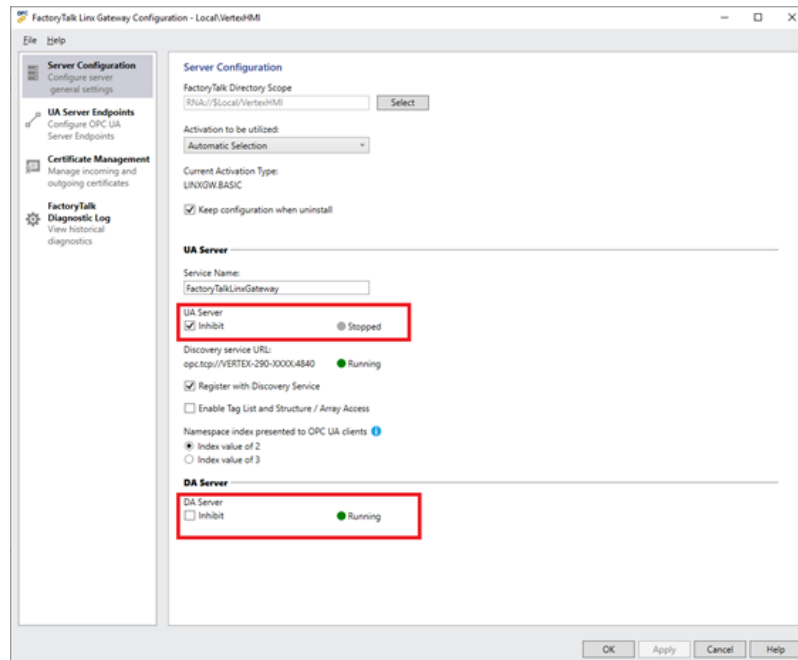 FactoryTalk Linx Gateway Configuration - Local\VertexHMI
File Help
Server Configuration
Configure server
general settings
UA Server Endpoints
Configure OPC UA
Server Endpoints
Certificate Management
Manage incoming and
outgoing certificates
FactoryTalk
Diagnostic Log
View historical
diagnostics
Server Configuration
FactoryTalk Directory Scope
RNA://$Local/VertexHMI Select
Activation to be utilized:
Automatic Selection
Current Activation Type:
LINXGW.BASIC
Keep configuration when uninstall
UA Server
Service Name:
FactoryTalkLinxGateway
UA Server
Inhibit Stopped
Discovery service URL:
opc.tcp://VERTEX-290-XXXX:4840 Running
Register with Discovery Service
Enable Tag List and Structure / Array Access
Namespace index presented to OPC UA clients
Index value of 2
Index value of 3
DA Server
DA Server
Inhibit Running
OK Apply Cancel Help